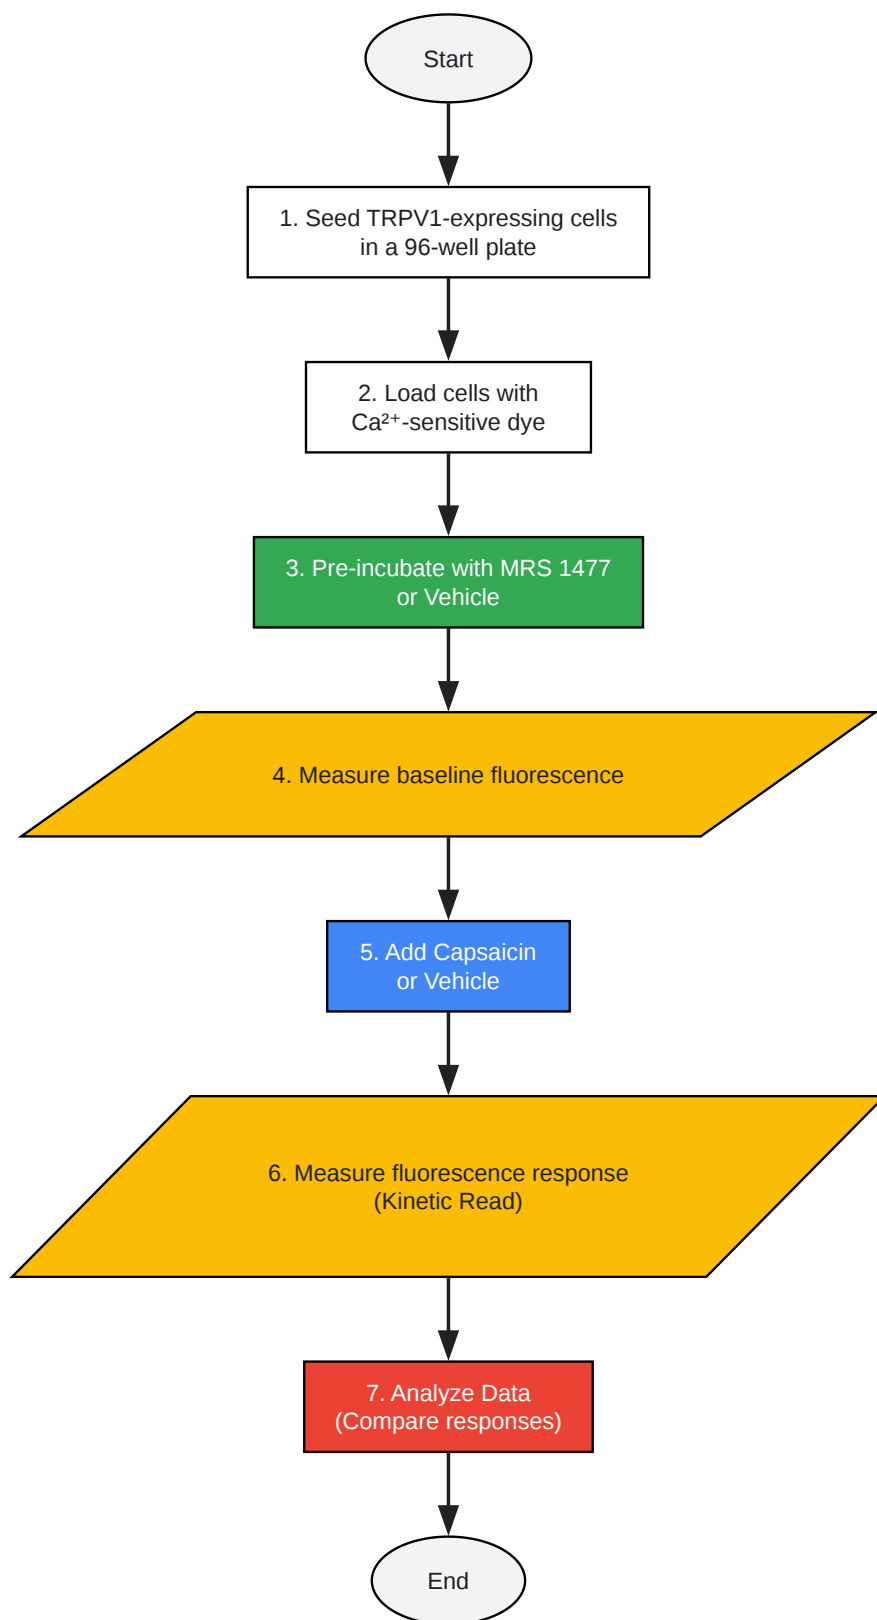 Start
1. Seed TRPV1-expressing cells
in a 96-well plate
2. Load cells with
Ca²⁺-sensitive dye
3. Pre-incubate with MRS 1477
or Vehicle
4. Measure baseline fluorescence
5. Add Capsaicin
or Vehicle
6. Measure fluorescence response
(Kinetic Read)
7. Analyze Data
(Compare responses)
End